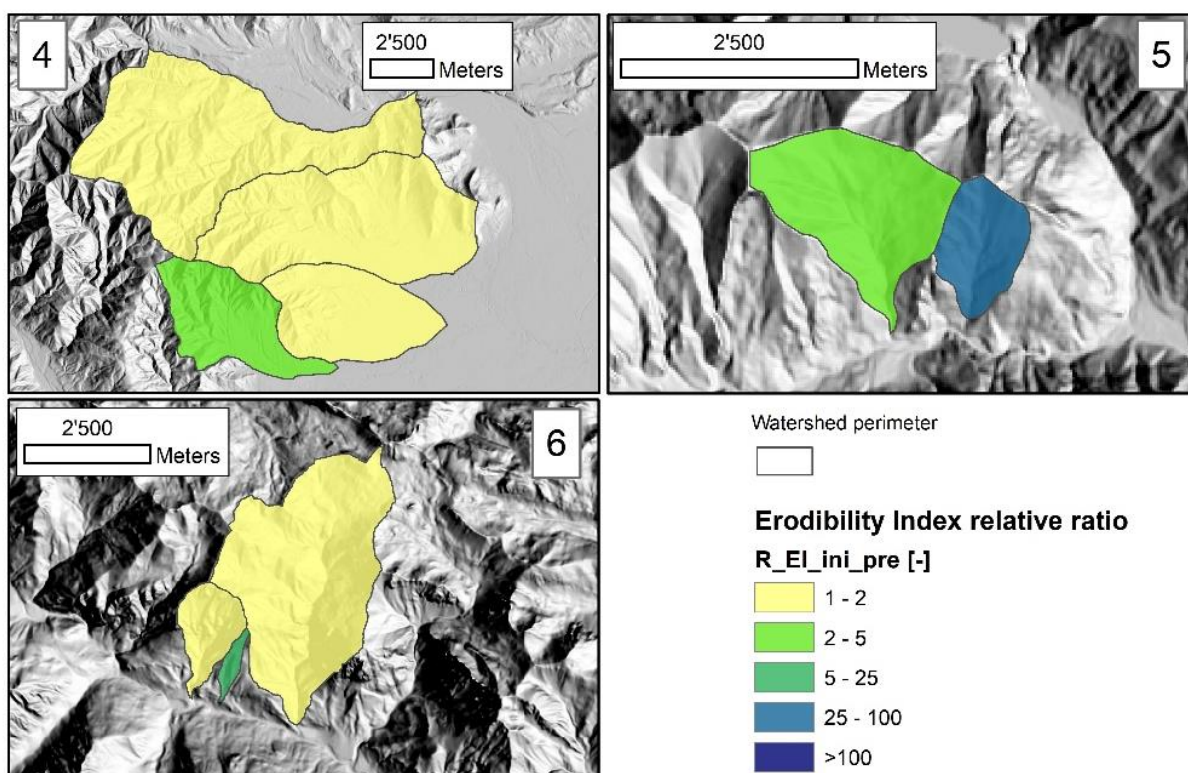 4
2'500
Meters
2'500
Meters
5
2'500
Meters
6
Watershed perimeter
Erodibility Index relative ratio
R_EI_ini_pre [-]
1 - 2
2 - 5
5 - 25
25 - 100
>100